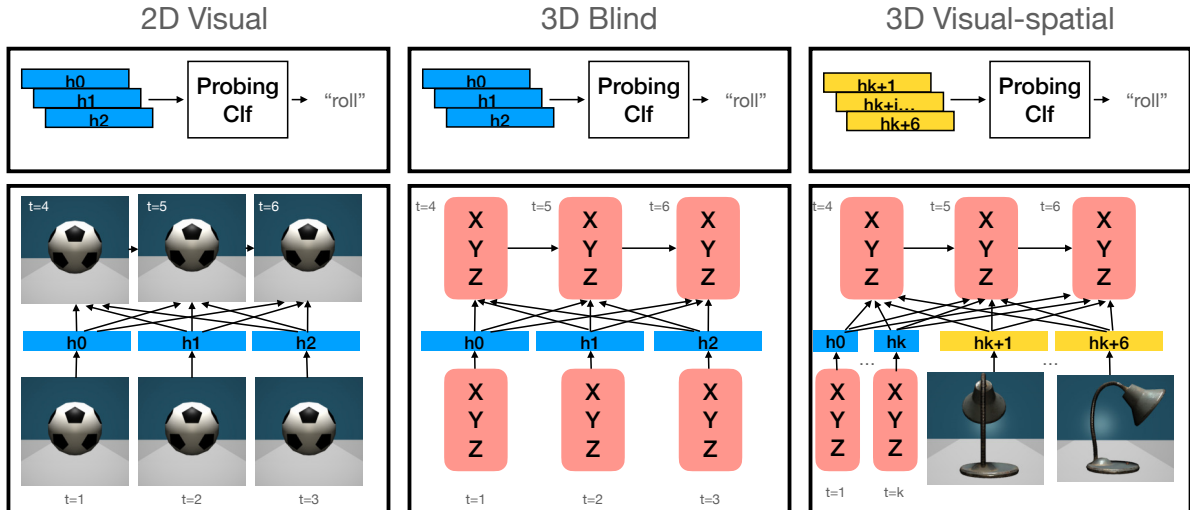 2D Visual
3D Blind
3D Visual-spatial
h0
h1
h2
Probing
Clf
“roll”
h0
h1
h2
Probing
Clf
“roll”
hk+1
hk+i…
hk+6
Probing
Clf
“roll”
t=4
t=5
t=6
h0
h1
h2
t=1
t=2
t=3
t=4
X
Y
Z
t=5
X
Y
Z
t=6
X
Y
Z
h0
h1
h2
X
Y
Z
X
Y
Z
X
Y
Z
t=1
t=2
t=3
t=4
X
Y
Z
t=5
X
Y
Z
t=6
X
Y
Z
h0
hk
hk+1
hk+6
...
...
X
Y
Z
X
Y
Z
t=1
t=k